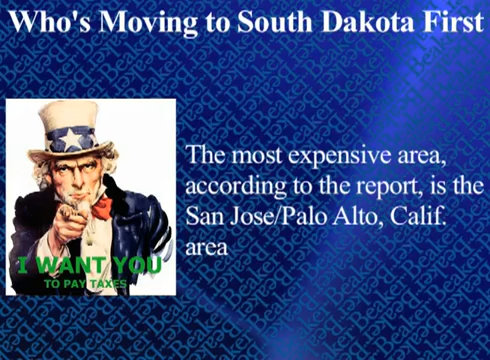 Who's Moving to South Dakota First
The most expensive area,
according to the report, is the
San Jose/Palo Alto, Calif.
area
I WANT YOU
TO PAY TAXES